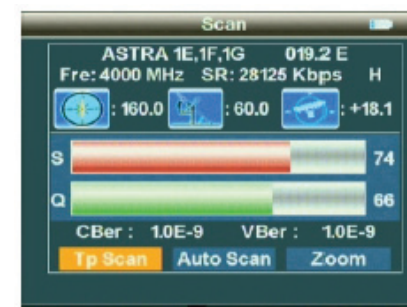 Scan
ASTRA 1E,1F,1G 019.2 E
Fre: 4000 MHz SR: 28125 Kbps H
: 160.0 : 60.0 : +18.1
S 74
Q 66
CBer : 1.0E-9 VBer : 1.0E-9
Tp Scan Auto Scan Zoom